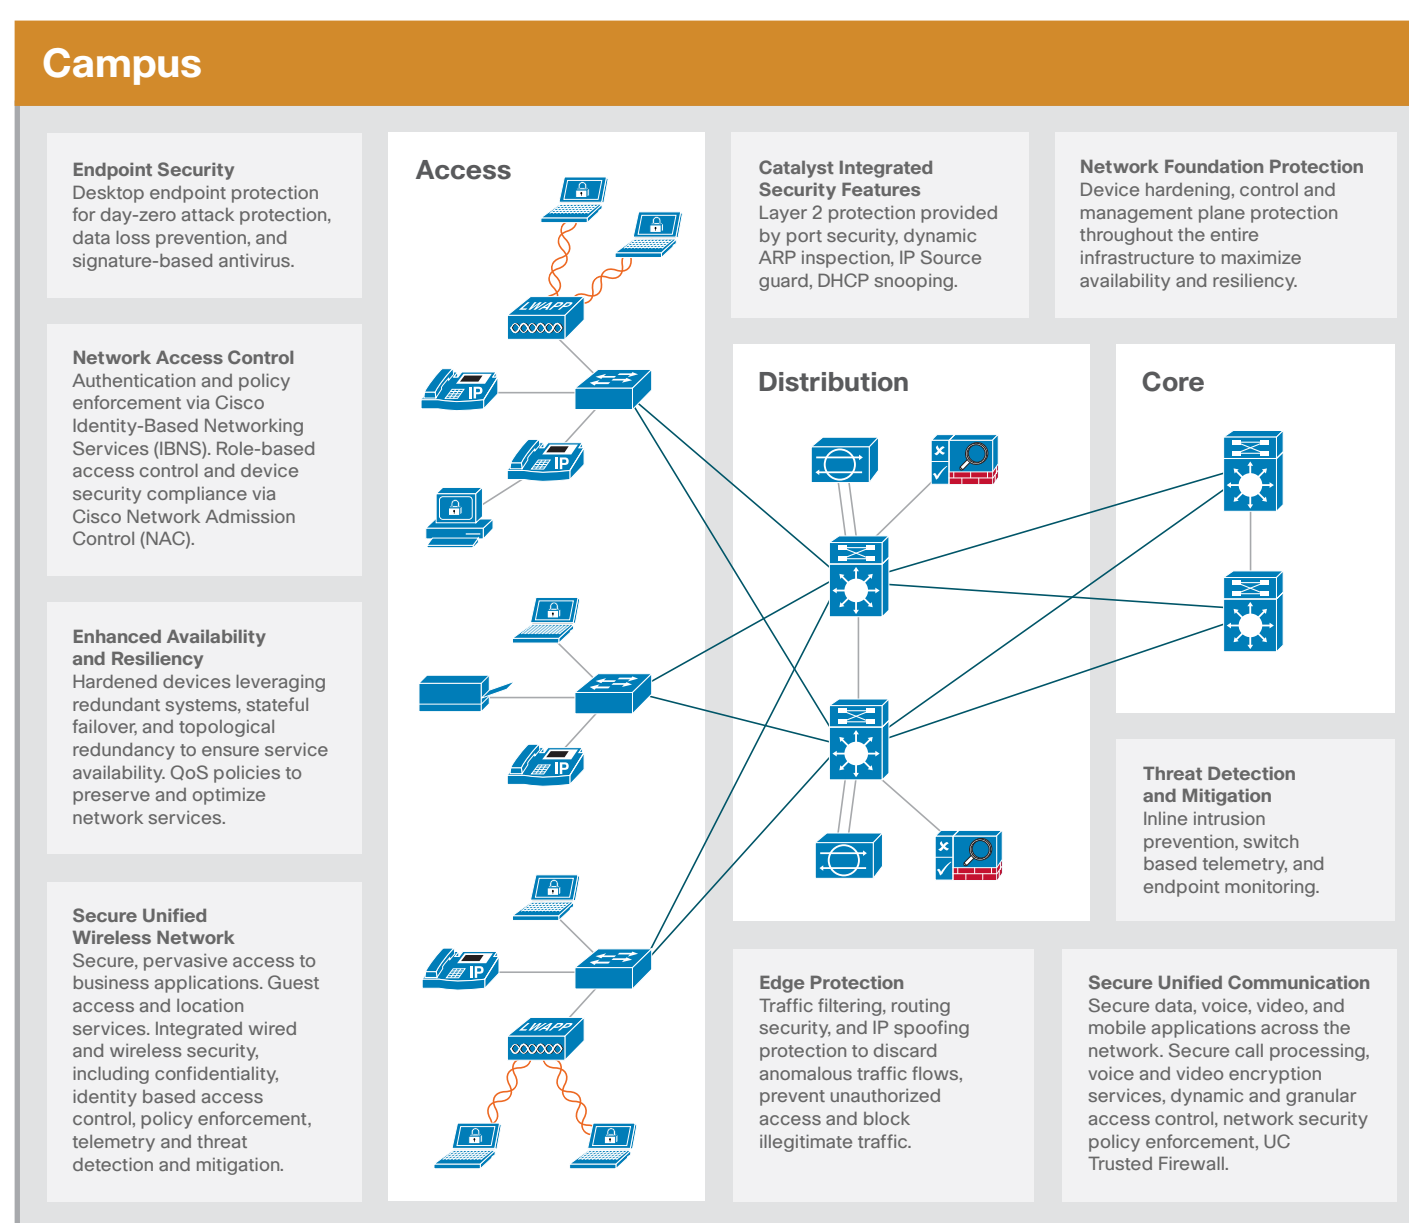 Campus
Endpoint Security
Desktop endpoint protection
for day-zero attack protection,
data loss prevention, and
signature-based antivirus.
Network Access Control
Authentication and policy
enforcement via Cisco
Identity-Based Networking
Services (IBNS). Role-based
access control and device
security compliance via
Cisco Network Admission
Control (NAC).
Enhanced Availability
and Resiliency
Hardened devices leveraging
redundant systems, stateful
failover, and topological
redundancy to ensure service
availability. QoS policies to
preserve and optimize
network services.
Secure Unified
Wireless Network
Secure, pervasive access to
business applications. Guest
access and location
services. Integrated wired
and wireless security,
including confidentiality,
identity based access
control, policy enforcement,
telemetry and threat
detection and mitigation.
Access
LWAPP
IP
IP
IP
IP
LWAPP
Catalyst Integrated
Security Features
Layer 2 protection provided
by port security, dynamic
ARP inspection, IP Source
guard, DHCP snooping.
Network Foundation Protection
Device hardening, control and
management plane protection
throughout the entire
infrastructure to maximize
availability and resiliency.
Distribution
Core
Threat Detection
and Mitigation
Inline intrusion
prevention, switch
based telemetry, and
endpoint monitoring.
Edge Protection
Traffic filtering, routing
security, and IP spoofing
protection to discard
anomalous traffic flows,
prevent unauthorized
access and block
illegitimate traffic.
Secure Unified Communication
Secure data, voice, video, and
mobile applications across the
network. Secure call processing,
voice and video encryption
services, dynamic and granular
access control, network security
policy enforcement, UC
Trusted Firewall.